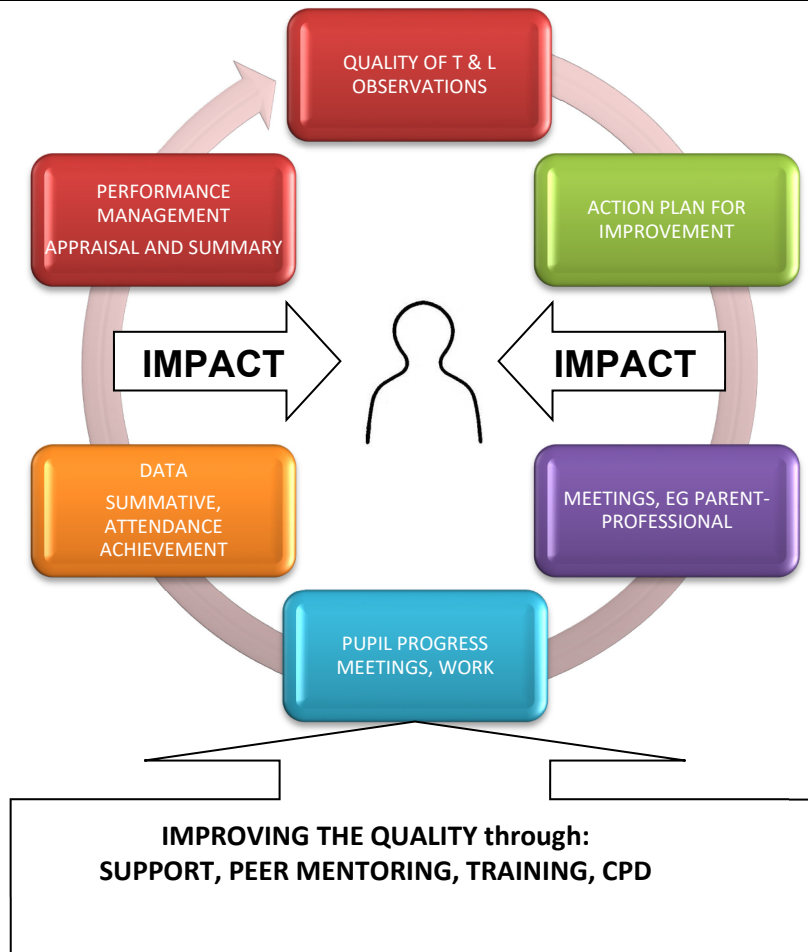 QUALITY OF T & L
OBSERVATIONS
PERFORMANCE
MANAGEMENT
APPRAISAL AND SUMMARY
ACTION PLAN FOR
IMPROVEMENT
IMPACT
IMPACT
DATA
SUMMATIVE,
ATTENDANCE
ACHIEVEMENT
MEETINGS, EG PARENT-
PROFESSIONAL
PUPIL PROGRESS
MEETINGS, WORK
IMPROVING THE QUALITY through:
SUPPORT, PEER MENTORING, TRAINING, CPD